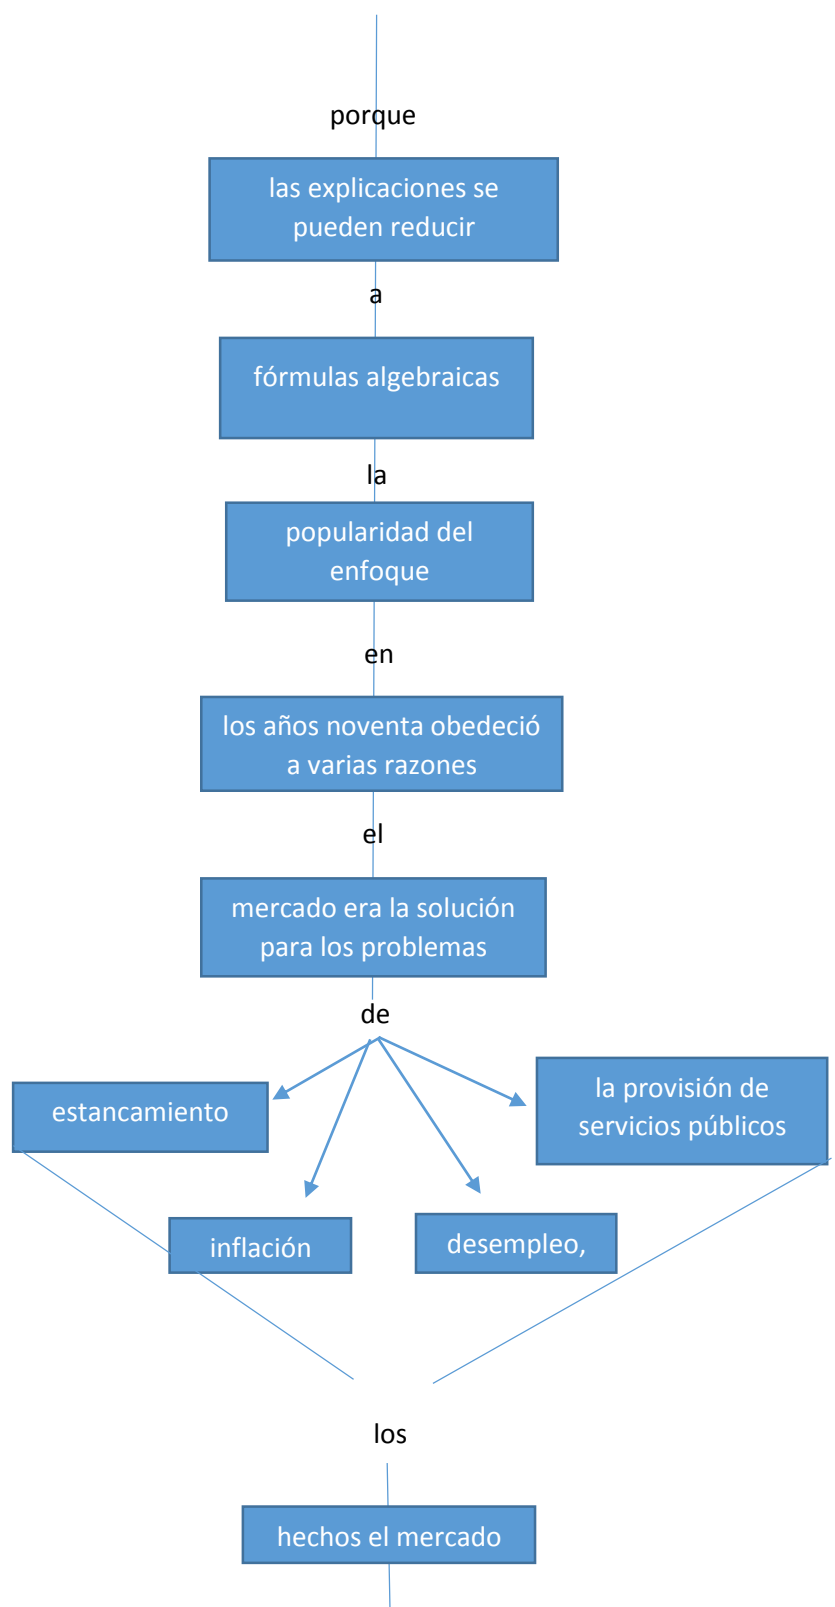 porque
las explicaciones se
pueden reducir
a
fórmulas algebraicas
la
popularidad del
enfoque
en
los años noventa obedeció
a varias razones
el
mercado era la solución
para los problemas
de
estancamiento
la provisión de
servicios públicos
inflación
desempleo,
los
hechos el mercado